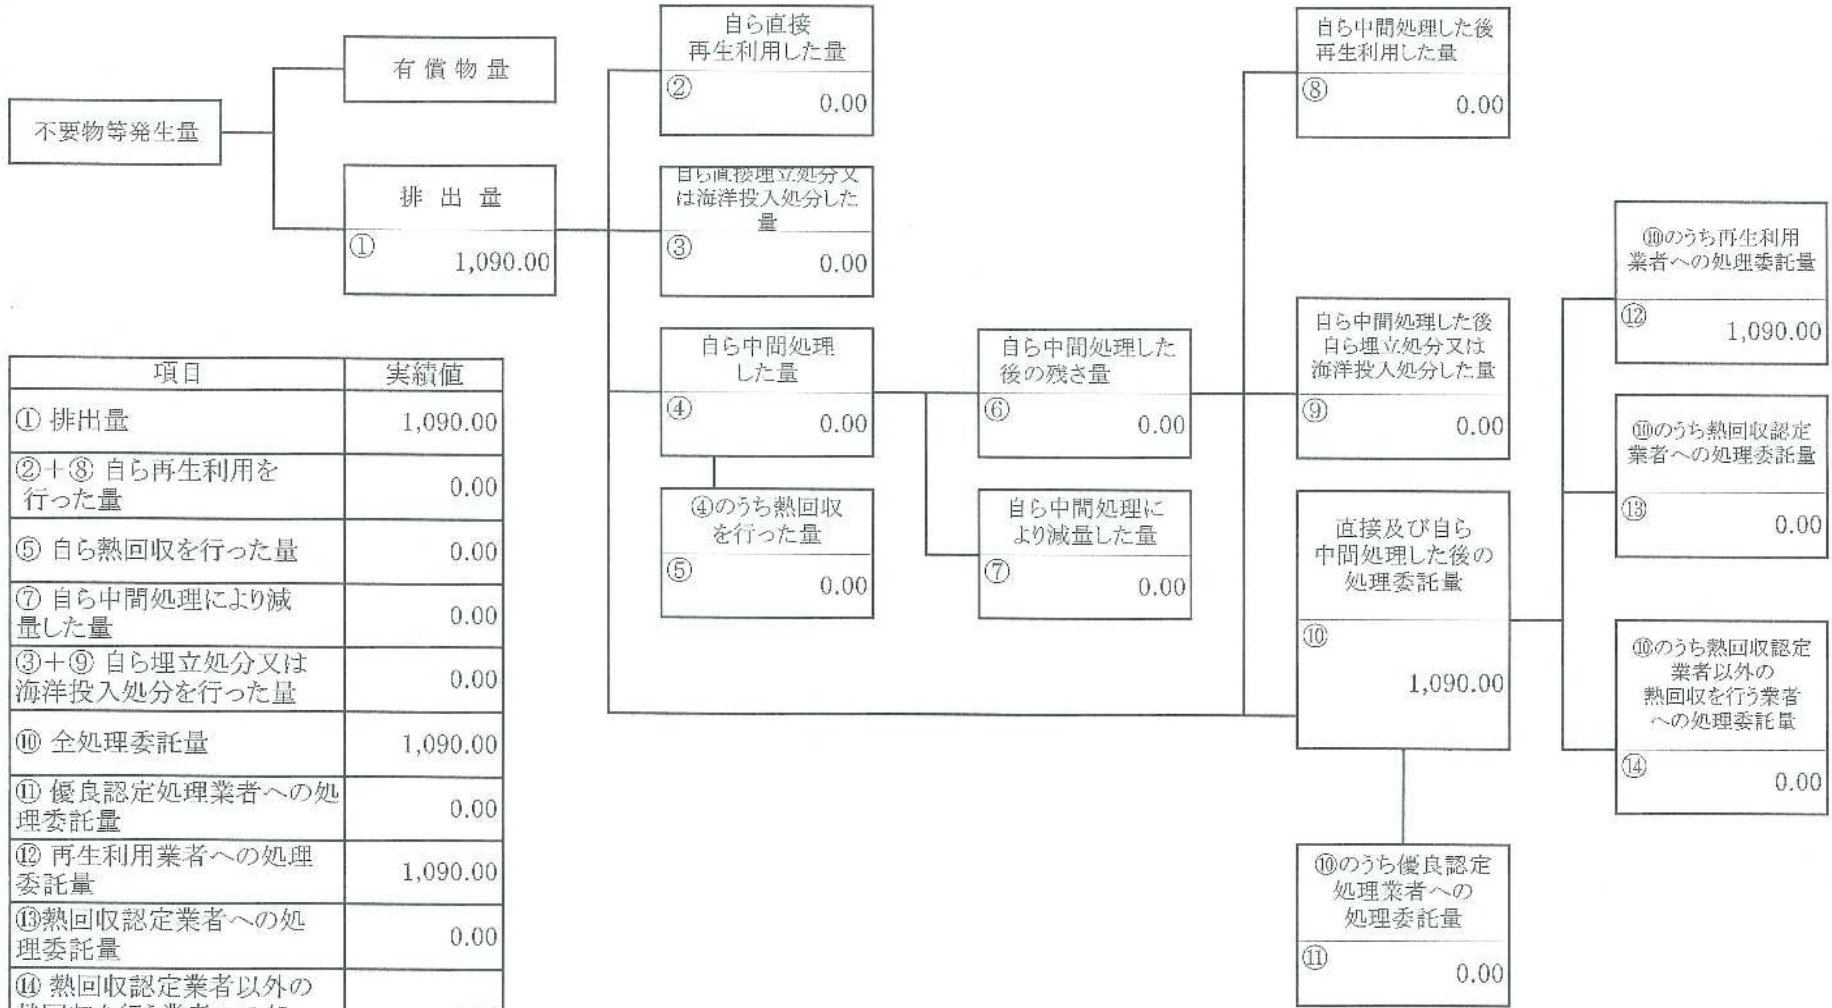 不要物等発生量
有償物量
排出量
①
1,090.00
自ら直接
再生利用した量
②
0.00
自ら直接埋立処分又
は海洋投入処分した
量
③
0.00
自ら中間処理
した量
④
0.00
④のうち熱回収
を行った量
⑤
0.00
自ら中間処理した
後の残さ量
⑥
0.00
自ら中間処理に
より減量した量
⑦
0.00
自ら中間処理した後
再生利用した量
⑧
0.00
自ら中間処理した後
自ら埋立処分又は
海洋投入処分した量
⑨
0.00
直接及び自ら
中間処理した後の
処理委託量
⑩
1,090.00
⑩のうち優良認定
処理業者への
処理委託量
⑪
0.00
⑩のうち再生利用
業者への処理委託量
⑫
1,090.00
⑩のうち熱回収認定
業者への処理委託量
⑬
0.00
⑩のうち熱回収認定
業者以外の
熱回収を行う業者
への処理委託量
⑭
0.00
項目 実績値
① 排出量 1,090.00
②+⑧ 自ら再生利用を
行った量 0.00
⑤ 自ら熱回収を行った量 0.00
⑦ 自ら中間処理により減
量した量 0.00
③+⑨ 自ら埋立処分又は
海洋投入処分を行った量 0.00
⑩ 全処理委託量 1,090.00
⑪ 優良認定処理業者への処
理委託量 0.00
⑫ 再生利用業者への処理
委託量 1,090.00
⑬熱回収認定業者への処
理委託量 0.00
⑭ 熱回収認定業者以外の